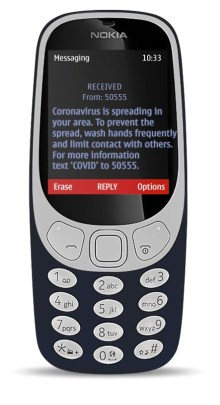 NOKIA
Messaging 10:33
RECEIVED
From: 50555
Coronavirus is spreading in
your area. To prevent the
spread, wash hands frequently
and limit contact with others.
For more information
text 'COVID' to 50555.
Erase REPLY Options
1
2 abc
3 def
4 ghi
5 jkl
6 mno
7 pqrs
8 tuv
9 wxyz
*
0
#